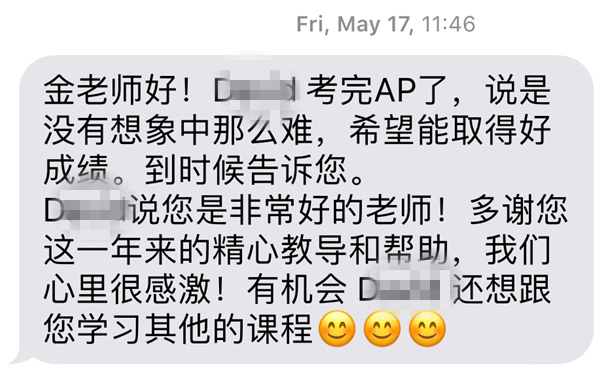 Fri, May 17, 11:46
金老师好！ 考完AP了，说是
没有想象中那么难，希望能取得好
成绩。到时候告诉您。
说您是非常好的老师！多谢您
这一年来的精心教导和帮助，我们
心里很感激！有机会 还想跟
您学习其他的课程😊😊😊